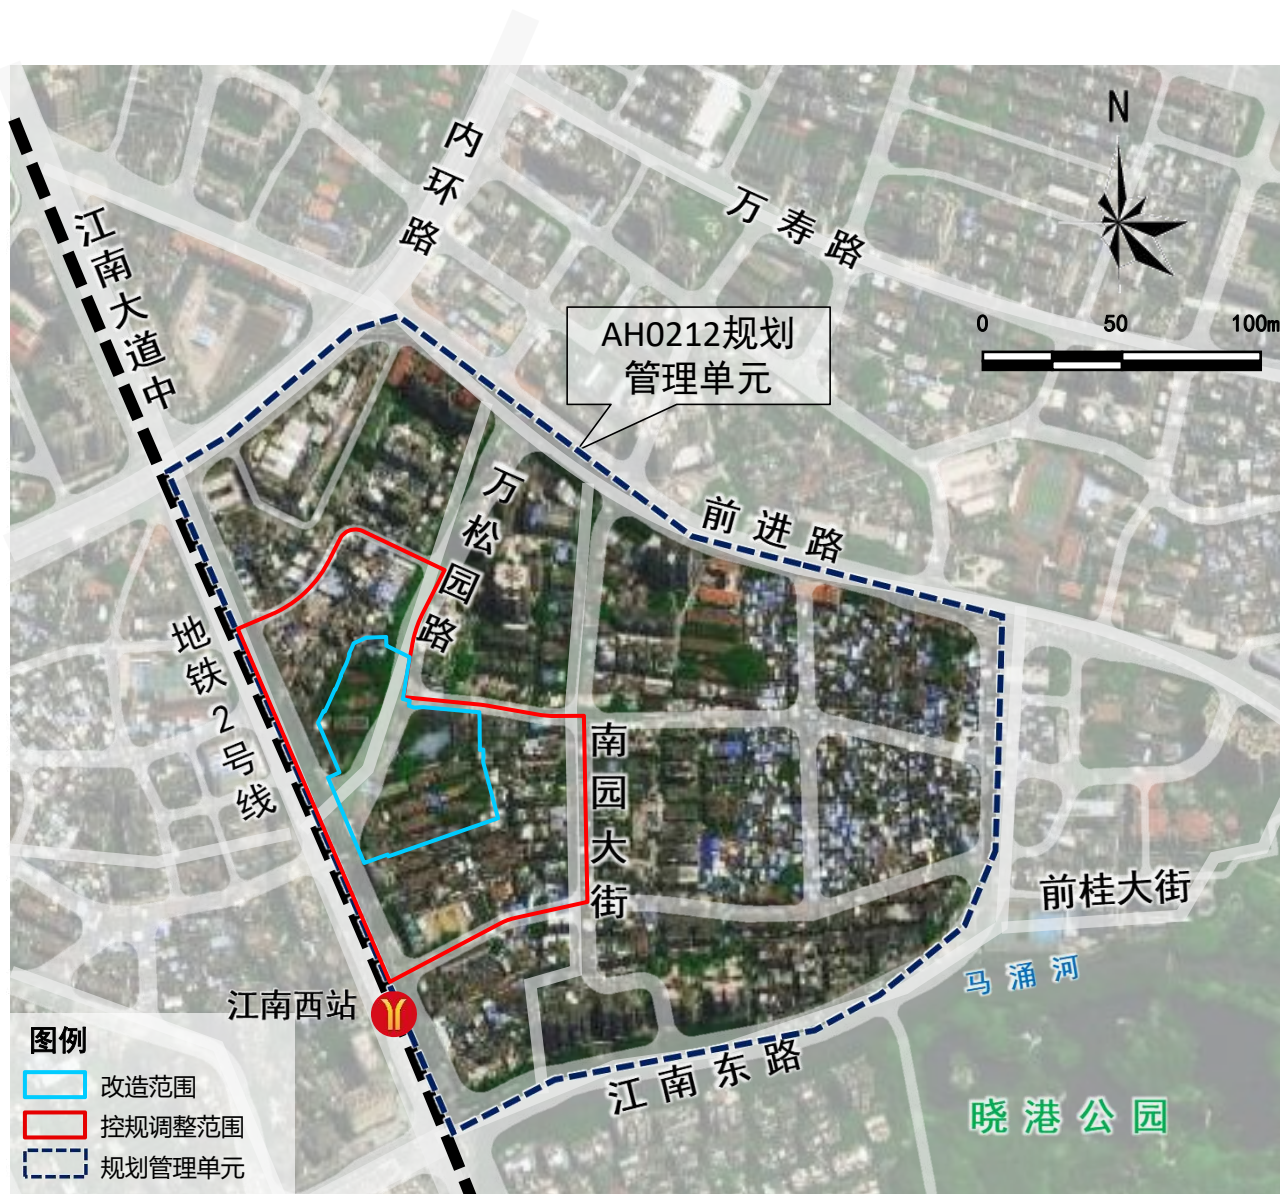 N
内环路
万寿路
江南大道中
0 50 100m
AH0212规划
管理单元
万松园路
前进路
地铁2号线
南园大街
前桂大街
马涌河
江南西站
江南东路
晓港公园
图例
改造范围
控规调整范围
规划管理单元